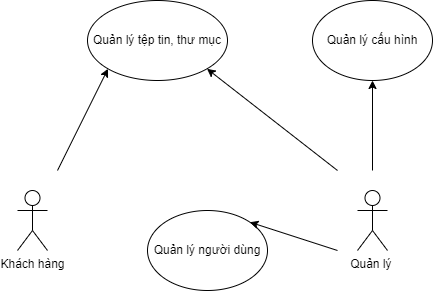 Quản lý tệp tin, thư mục
Quản lý cấu hình
Khách hàng
Quản lý người dùng
Quản lý